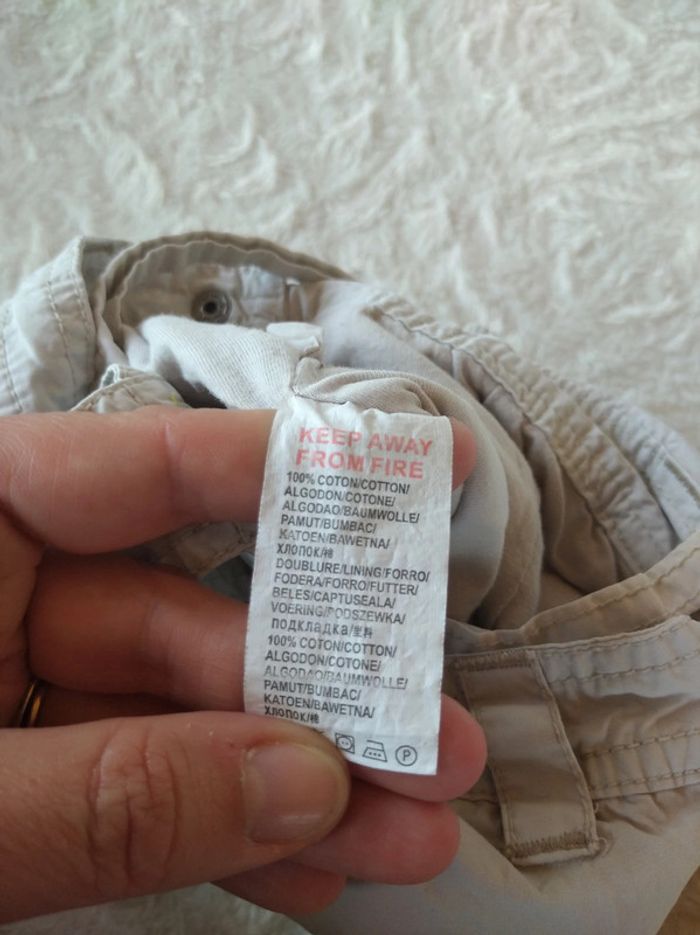 KEEP AWAY
FROM FIRE
100% COTON/COTTON/
ALGODON/COTONE/
ALGODAO/BAUMWOLLE/
PAMUT/BUMBAC/
KATOEN/BAWETNA/
ХЛОПОК/棉
DOUBLURE/LINING/FORRO/
FODERA/FORRO/FUTTER/
BELES/CAPTUSEALA/
VOERING/PODSZEWKA/
подкладка/里料
100% COTON/COTTON/
ALGODON/COTONE/
ALGODAO/BAUMWOLLE/
PAMUT/BUMBAC/
KATOEN/BAWETNA/
ХЛОПОК/棉
P